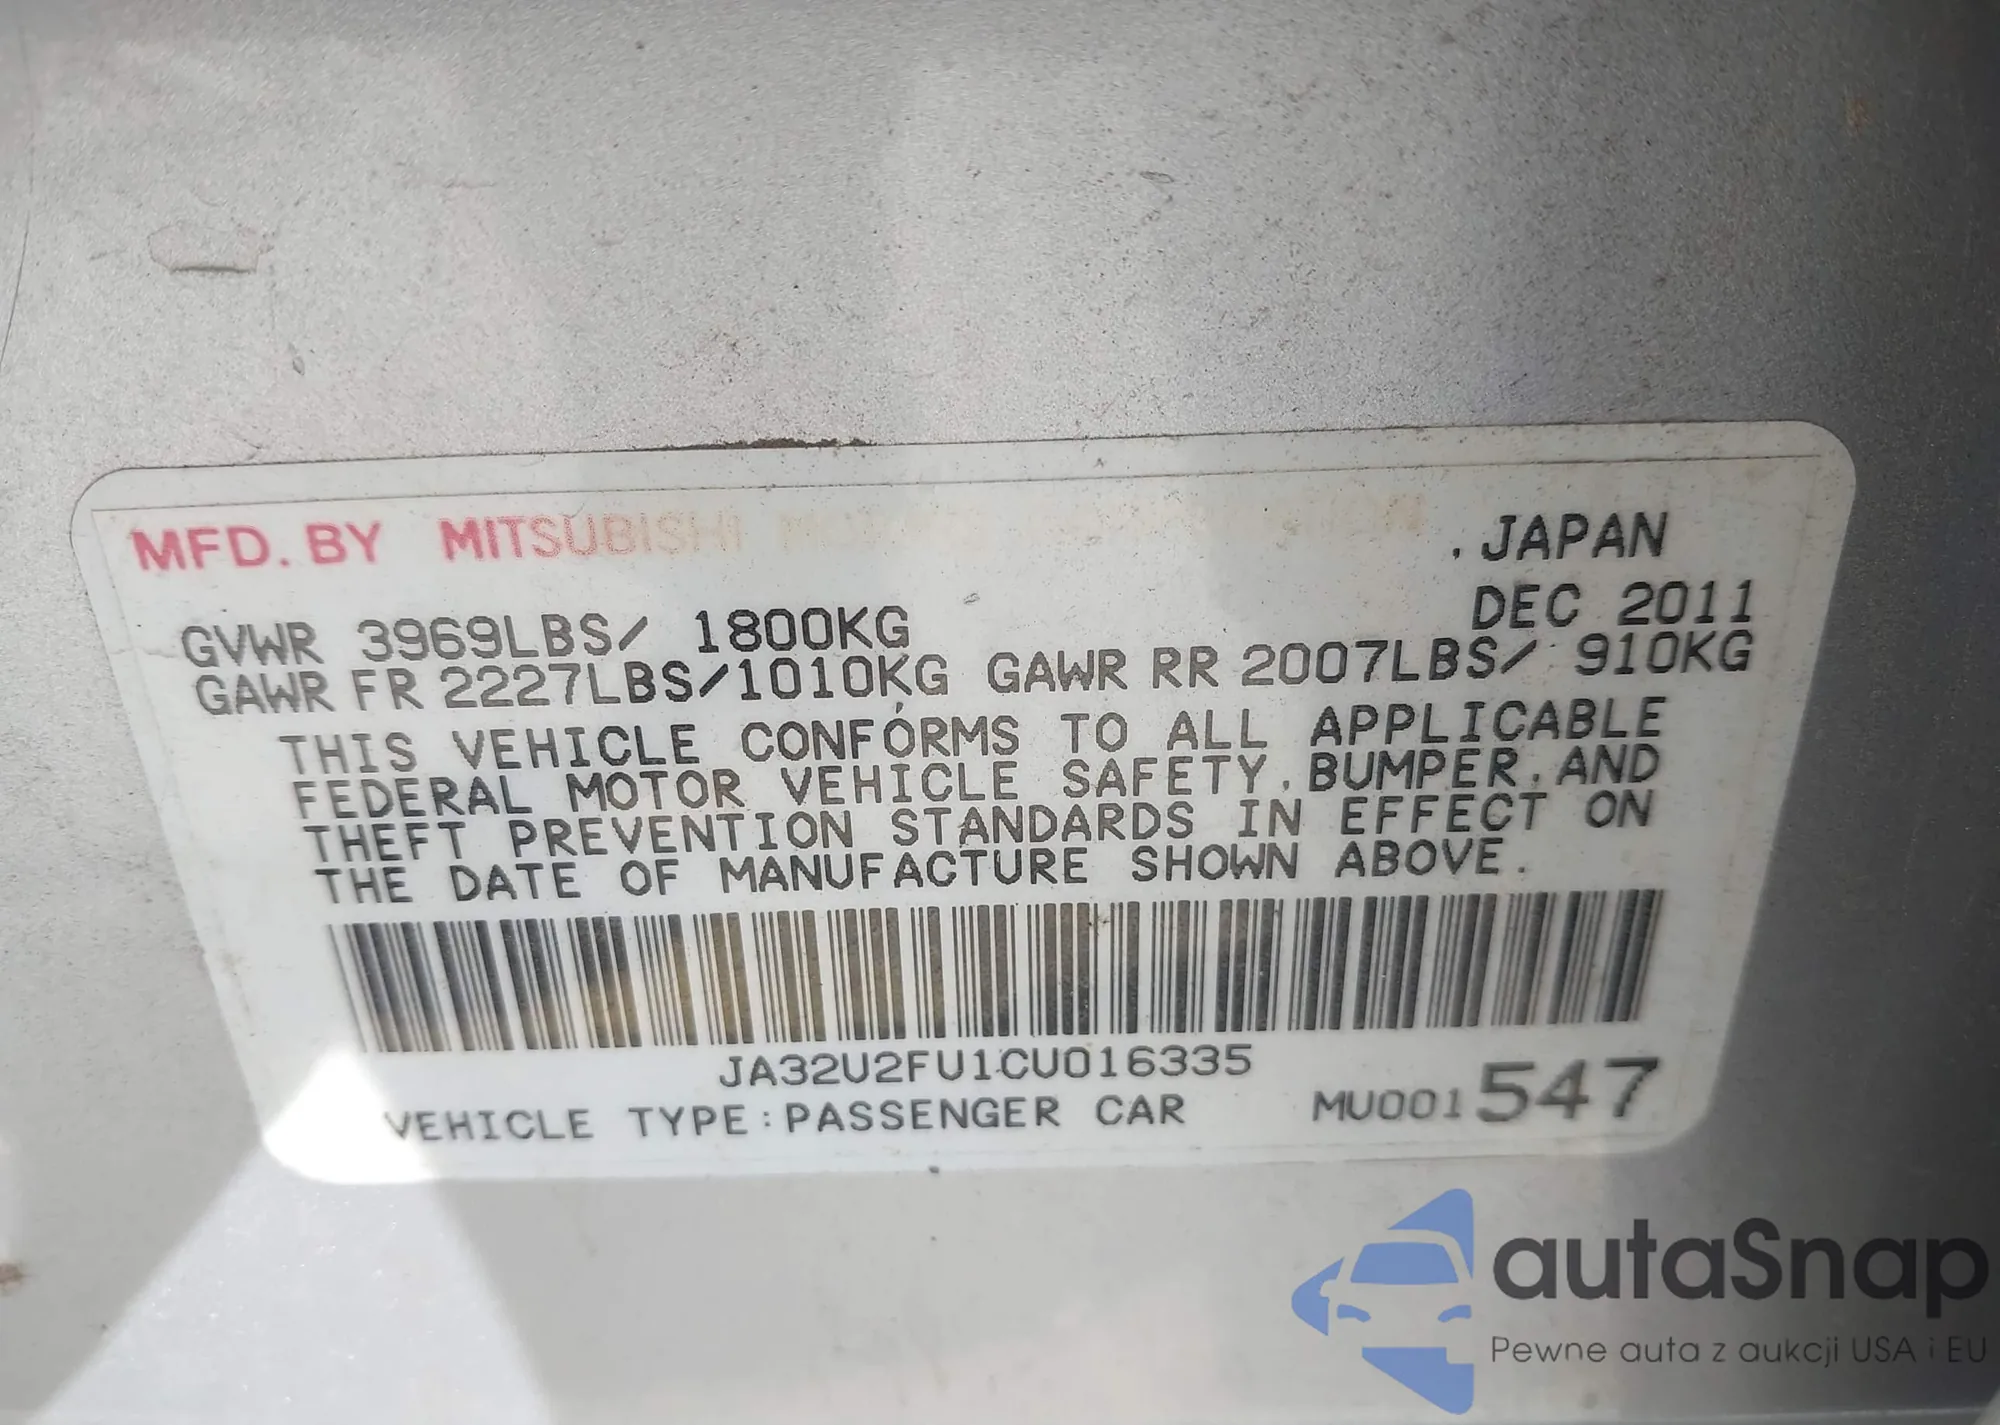 MFD. BY MITSUBISHI
. JAPAN
DEC 2011
GVWR 3969LBS/ 1800KG
GAWR FR 2227LBS/1010KG GAWR RR 2007LBS/ 910KG
THIS VEHICLE CONFORMS TO ALL APPLICABLE
FEDERAL MOTOR VEHICLE SAFETY, BUMPER, AND
THEFT PREVENTION STANDARDS IN EFFECT ON
THE DATE OF MANUFACTURE SHOWN ABOVE.
JA32U2FU1CU016335
VEHICLE TYPE:PASSENGER CAR MU001547
autaSnap
Pewne auta z aukcji USA i EU